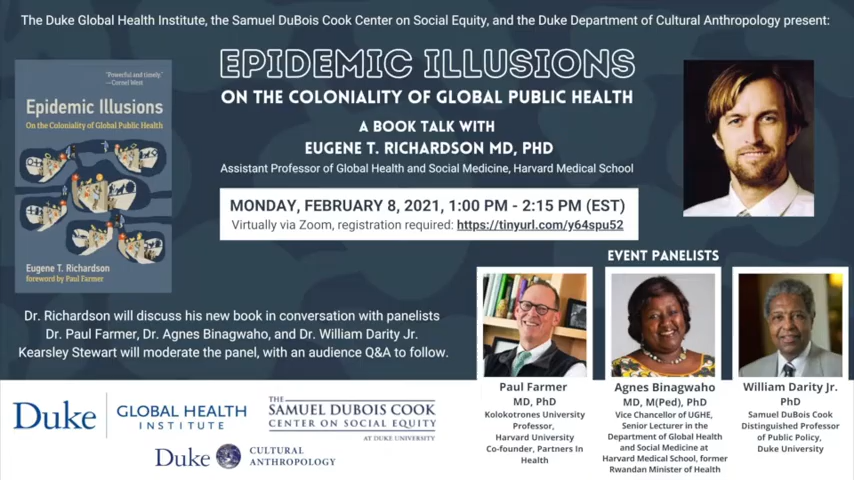 The Duke Global Health Institute, the Samuel DuBois Cook Center on Social Equity, and the Duke Department of Cultural Anthropology present:
"Powerful and timely."
—Cornel West
Epidemic Illusions
On the Coloniality of Global Public Health
Eugene T. Richardson
foreword by Paul Farmer
EPIDEMIC ILLUSIONS
ON THE COLONIALITY OF GLOBAL PUBLIC HEALTH
A BOOK TALK WITH
EUGENE T. RICHARDSON MD, PHD
Assistant Professor of Global Health and Social Medicine, Harvard Medical School
MONDAY, FEBRUARY 8, 2021, 1:00 PM - 2:15 PM (EST)
Virtually via Zoom, registration required: https://tinyurl.com/y64spu52
Dr. Richardson will discuss his new book in conversation with panelists
Dr. Paul Farmer, Dr. Agnes Binagwaho, and Dr. William Darity Jr.
Kearsley Stewart will moderate the panel, with an audience Q&A to follow.
EVENT PANELISTS
Paul Farmer
MD, PhD
Kolokotrones University
Professor,
Harvard University
Co-founder, Partners In
Health
Agnes Binagwaho
MD, M(Ped), PhD
Vice Chancellor of UGHE,
Senior Lecturer in the
Department of Global Health
and Social Medicine at
Harvard Medical School, former
Rwandan Minister of Health
William Darity Jr.
PhD
Samuel DuBois Cook
Distinguished Professor
of Public Policy,
Duke University
Duke GLOBAL HEALTH
INSTITUTE
THE
SAMUEL DUBOIS COOK
CENTER ON SOCIAL EQUITY
AT DUKE UNIVERSITY
Duke CULTURAL
ANTHROPOLOGY